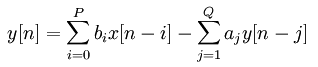 y[n] = \sum_{i=0}^{P} b_i x[n − i] − \sum_{j=1}^{Q} a_j y[n − j]